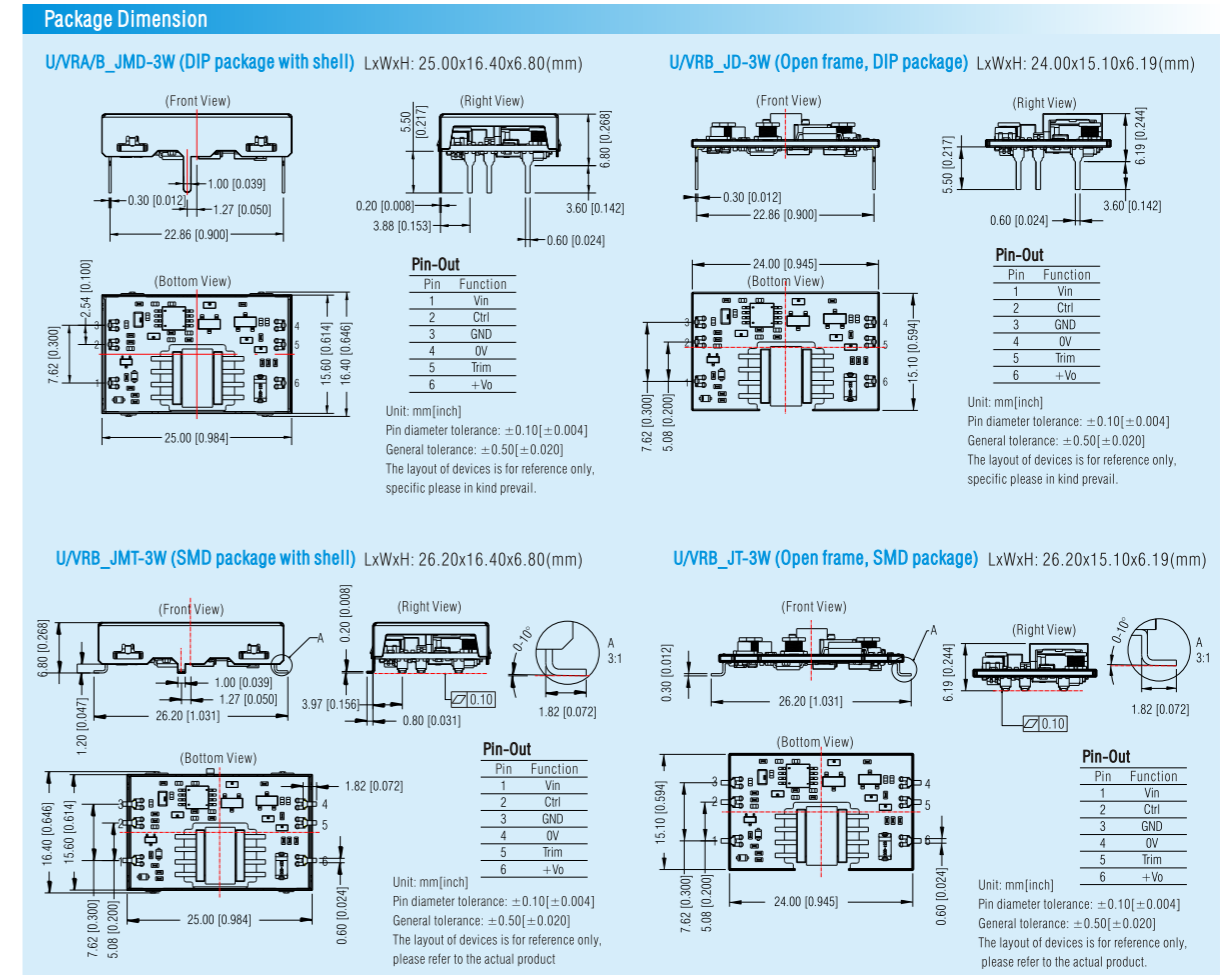 Package Dimension
U/VRA/B_JMD-3W (DIP package with shell) LxWxH: 25.00x16.40x6.80(mm)
(Front View)
1.00 [0.039]
0.30 [0.012]
1.27 [0.050]
22.86 [0.900]
(Right View)
5.50 [0.217]
6.80 [0.268]
0.20 [0.008]
3.60 [0.142]
3.88 [0.153]
0.60 [0.024]
(Bottom View)
2.54 [0.100]
7.62 [0.300]
3
2
1
4
5
6
15.60 [0.614]
16.40 [0.646]
25.00 [0.984]
Pin-Out
Pin Function
1 Vin
2 Ctrl
3 GND
4 0V
5 Trim
6 +Vo
Unit: mm[inch]
Pin diameter tolerance: ±0.10[±0.004]
General tolerance: ±0.50[±0.020]
The layout of devices is for reference only,
specific please in kind prevail.
U/VRB_JD-3W (Open frame, DIP package) LxWxH: 24.00x15.10x6.19(mm)
(Front View)
0.30 [0.012]
22.86 [0.900]
(Right View)
5.50 [0.217]
6.19 [0.244]
3.60 [0.142]
0.60 [0.024]
24.00 [0.945]
(Bottom View)
3
2
1
4
5
6
15.10 [0.594]
7.62 [0.300]
5.08 [0.200]
Pin-Out
Pin Function
1 Vin
2 Ctrl
3 GND
4 0V
5 Trim
6 +Vo
Unit: mm[inch]
Pin diameter tolerance: ±0.10[±0.004]
General tolerance: ±0.50[±0.020]
The layout of devices is for reference only,
specific please in kind prevail.
U/VRB_JMT-3W (SMD package with shell) LxWxH: 26.20x16.40x6.80(mm)
(Front View)
A
6.80 [0.268]
1.00 [0.039]
1.27 [0.050]
26.20 [1.031]
1.20 [0.047]
(Right View)
0.20 [0.008]
3.97 [0.156]
0.10
0.80 [0.031]
0-10°
A
3:1
1.82 [0.072]
(Bottom View)
1.82 [0.072]
3
2
1
4
5
6
16.40 [0.646]
15.60 [0.614]
7.62 [0.300]
5.08 [0.200]
25.00 [0.984]
0.60 [0.024]
Pin-Out
Pin Function
1 Vin
2 Ctrl
3 GND
4 0V
5 Trim
6 +Vo
Unit: mm[inch]
Pin diameter tolerance: ±0.10[±0.004]
General tolerance: ±0.50[±0.020]
The layout of devices is for reference only,
please refer to the actual product
U/VRB_JT-3W (Open frame, SMD package) LxWxH: 26.20x15.10x6.19(mm)
(Front View)
A
0.30 [0.012]
26.20 [1.031]
(Right View)
6.19 [0.244]
0.10
0-10°
A
3:1
1.82 [0.072]
(Bottom View)
3
2
1
4
5
6
15.10 [0.594]
7.62 [0.300]
5.08 [0.200]
24.00 [0.945]
0.60 [0.024]
Pin-Out
Pin Function
1 Vin
2 Ctrl
3 GND
4 0V
5 Trim
6 +Vo
Unit: mm[inch]
Pin diameter tolerance: ±0.10[±0.004]
General tolerance: ±0.50[±0.020]
The layout of devices is for reference only,
please refer to the actual product.